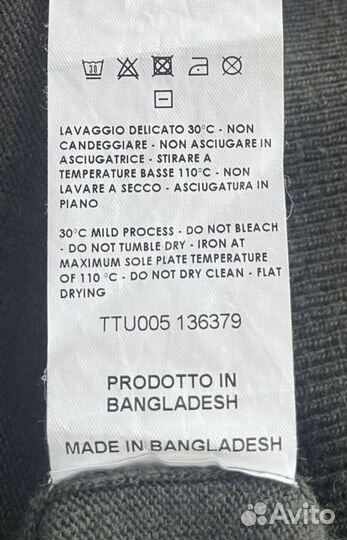 30
LAVAGGIO DELICATO 30°C - NON
CANDEGGIARE - NON ASCIUGARE IN
ASCIUGATRICE - STIRARE A
TEMPERATURE BASSE 110°C - NON
LAVARE A SECCO - ASCIUGATURA IN
PIANO
30°C MILD PROCESS - DO NOT BLEACH
- DO NOT TUMBLE DRY - IRON AT
MAXIMUM SOLE PLATE TEMPERATURE
OF 110 °C - DO NOT DRY CLEAN - FLAT
DRYING
TTU005 136379
PRODOTTO IN
BANGLADESH
MADE IN BANGLADESH
Avito